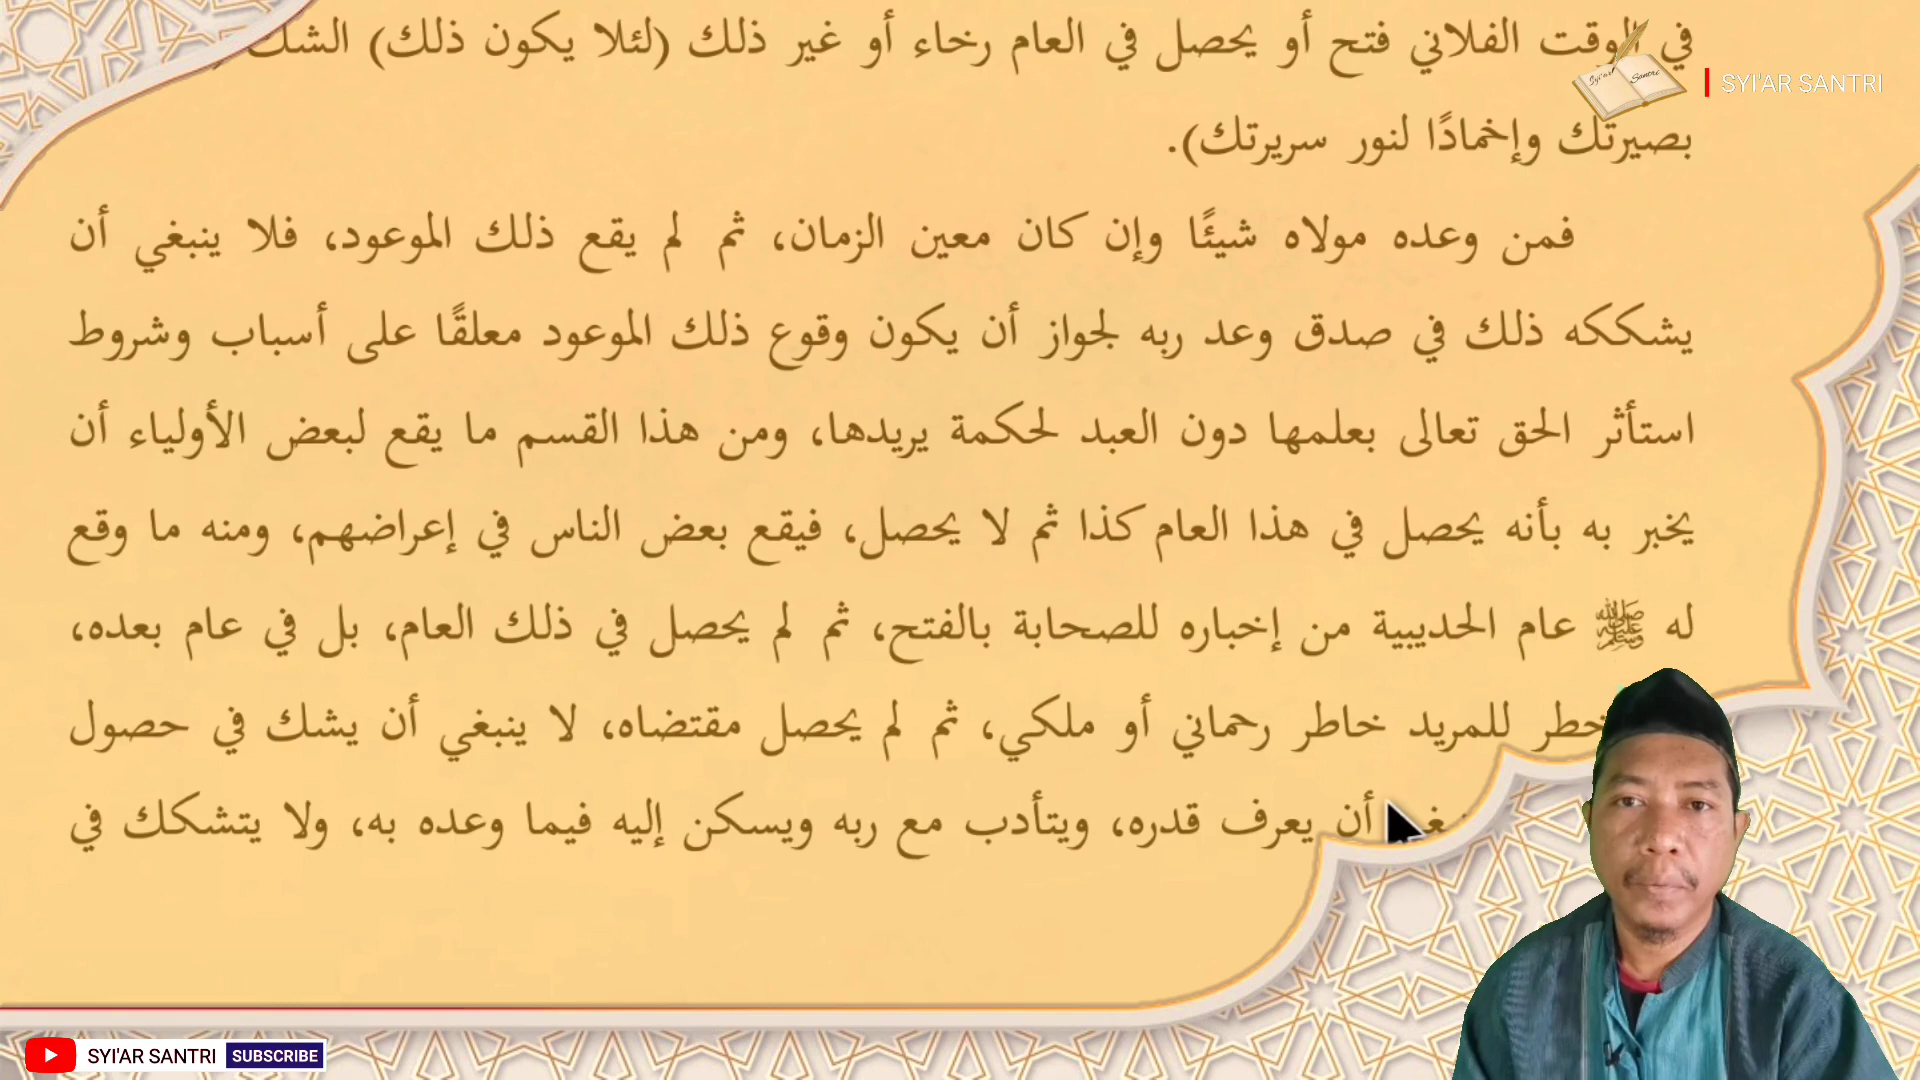 في الوقت الفلاني فتح أو يحصل في العام رخاء أو غير ذلك (لئلا يكون ذلك) الشك
Syi'ar Santri
SYI'AR SANTRI
بصيرتك وإخمادًا لنور سريرتك).
فمن وعده مولاه شيئًا وإن كان معين الزمان، ثم لم يقع ذلك الموعود، فلا ينبغي أن
يشككه ذلك في صدق وعد ربه لجواز أن يكون وقوع ذلك الموعود معلقًا على أسباب وشروط
استأثر الحق تعالى بعلمها دون العبد لحكمة يريدها، ومن هذا القسم ما يقع لبعض الأولياء أن
يخبر به بأنه يحصل في هذا العام كذا ثم لا يحصل، فيقع بعض الناس في إعراضهم، ومنه ما وقع
له ﷺ عام الحديبية من إخباره للصحابة بالفتح، ثم لم يحصل في ذلك العام، بل في عام بعده،
خطر للمريد خاطر رحماني أو ملكي، ثم لم يحصل مقتضاه، لا ينبغي أن يشك في حصول
أن يعرف قدره، ويتأدب مع ربه ويسكن إليه فيما وعده به، ولا يتشكك في
SYI'AR SANTRI SUBSCRIBE